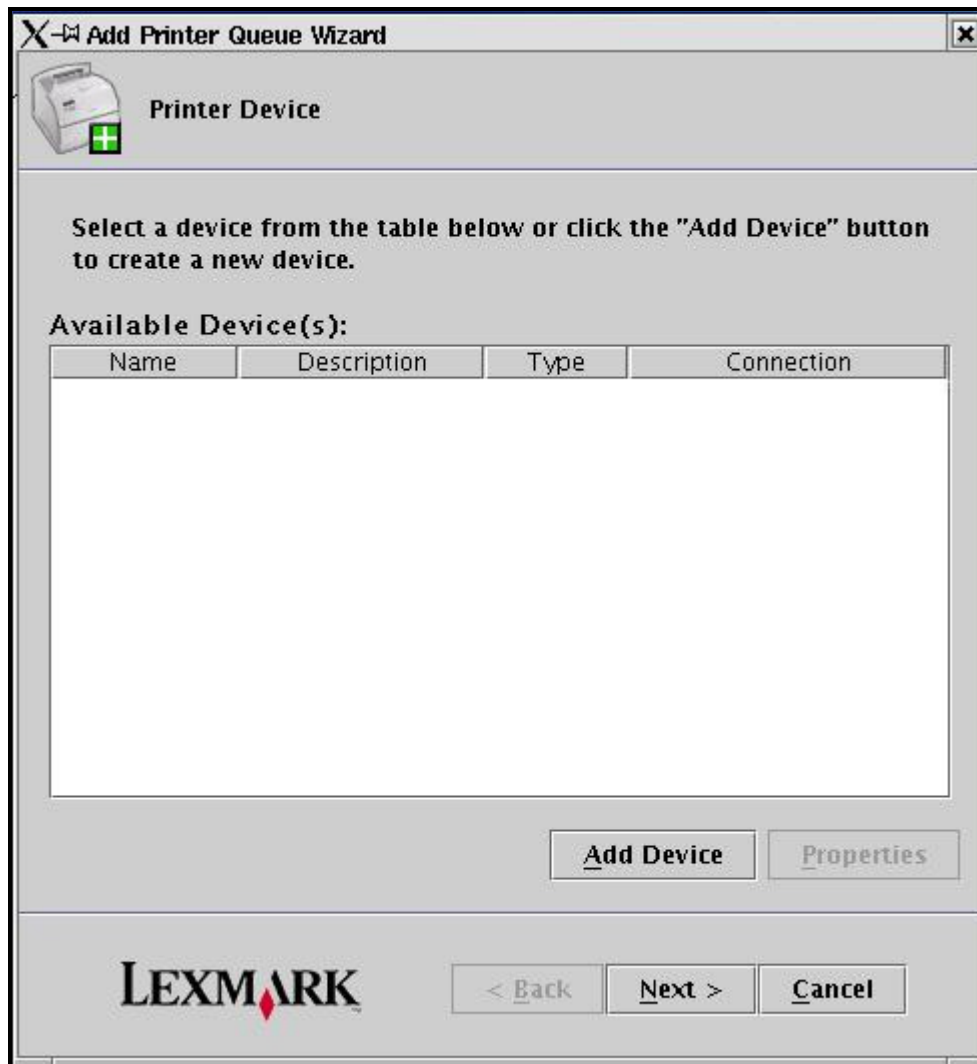 Add Printer Queue Wizard
Printer Device
Select a device from the table below or click the "Add Device" button
to create a new device.
Available Device(s):
Name Description Type Connection
Add Device Properties
LEXMARK < Back Next > Cancel